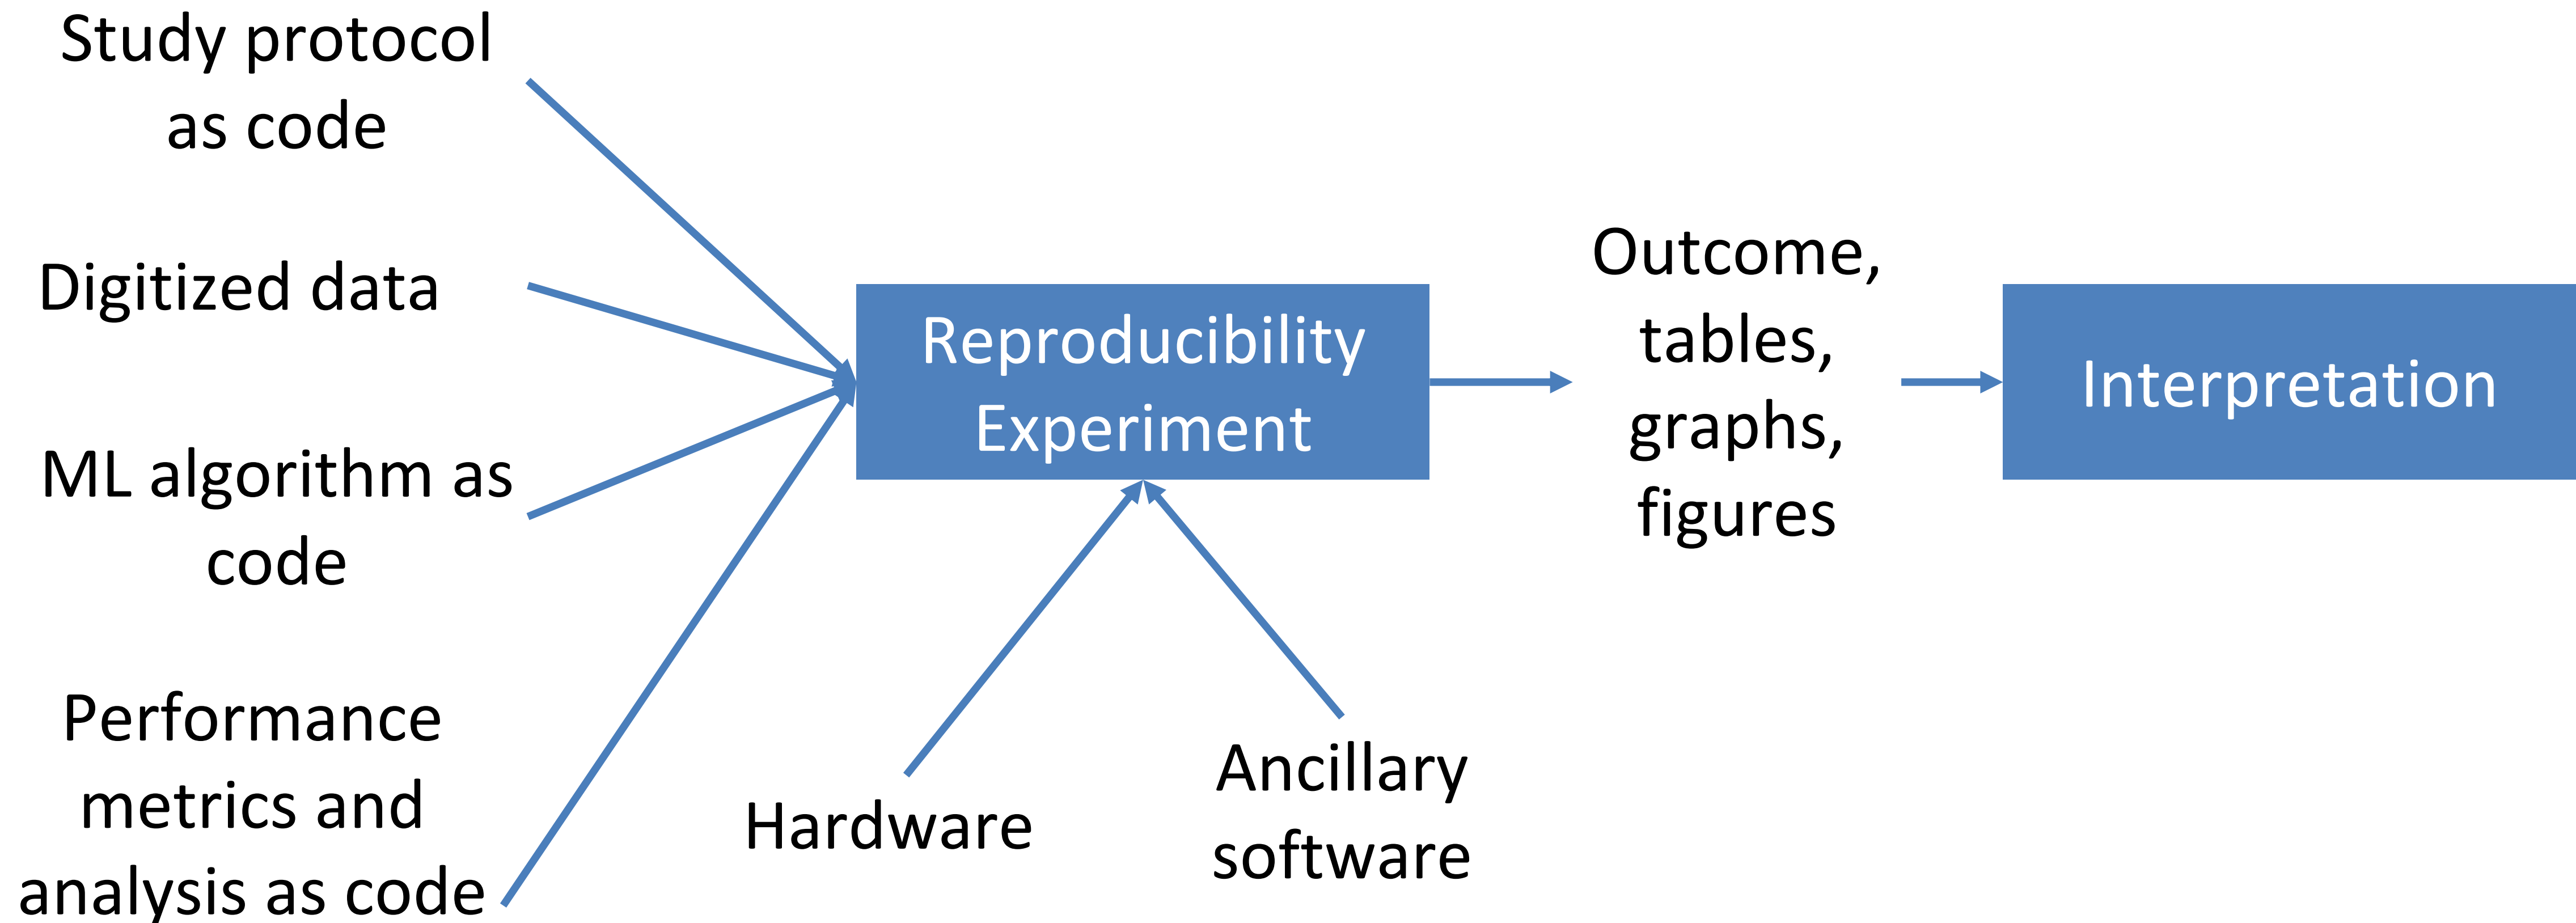 Study protocol
as code
Digitized data
ML algorithm as
code
Performance
metrics and
analysis as code
Reproducibility
Experiment
Hardware
Ancillary
software
Outcome,
tables,
graphs,
figures
Interpretation